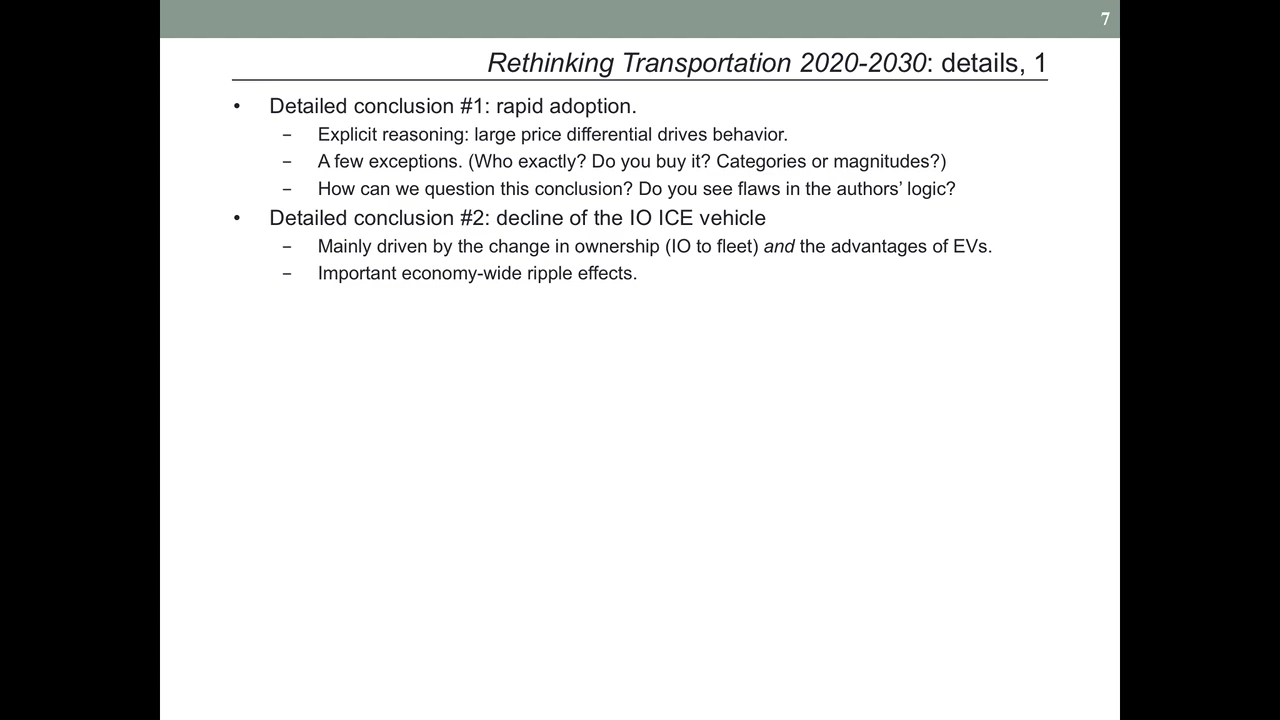 7
Rethinking Transportation 2020-2030: details, 1
• Detailed conclusion #1: rapid adoption.
– Explicit reasoning: large price differential drives behavior.
– A few exceptions. (Who exactly? Do you buy it? Categories or magnitudes?)
– How can we question this conclusion? Do you see flaws in the authors’ logic?
• Detailed conclusion #2: decline of the IO ICE vehicle
– Mainly driven by the change in ownership (IO to fleet) and the advantages of EVs.
– Important economy-wide ripple effects.